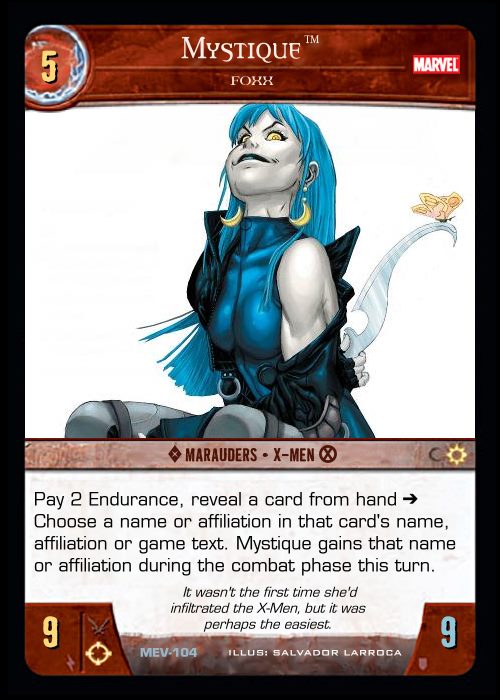 5
Mystique™
MARVEL
FOXX
MARAUDERS • X-MEN
C
Pay 2 Endurance, reveal a card from hand ➔
Choose a name or affiliation in that card's name,
affiliation or game text. Mystique gains that name
or affiliation during the combat phase this turn.
It wasn't the first time she'd
infiltrated the X-Men, but it was
perhaps the easiest.
9
MEV-104 ILLUS: SALVADOR LARROCA
9